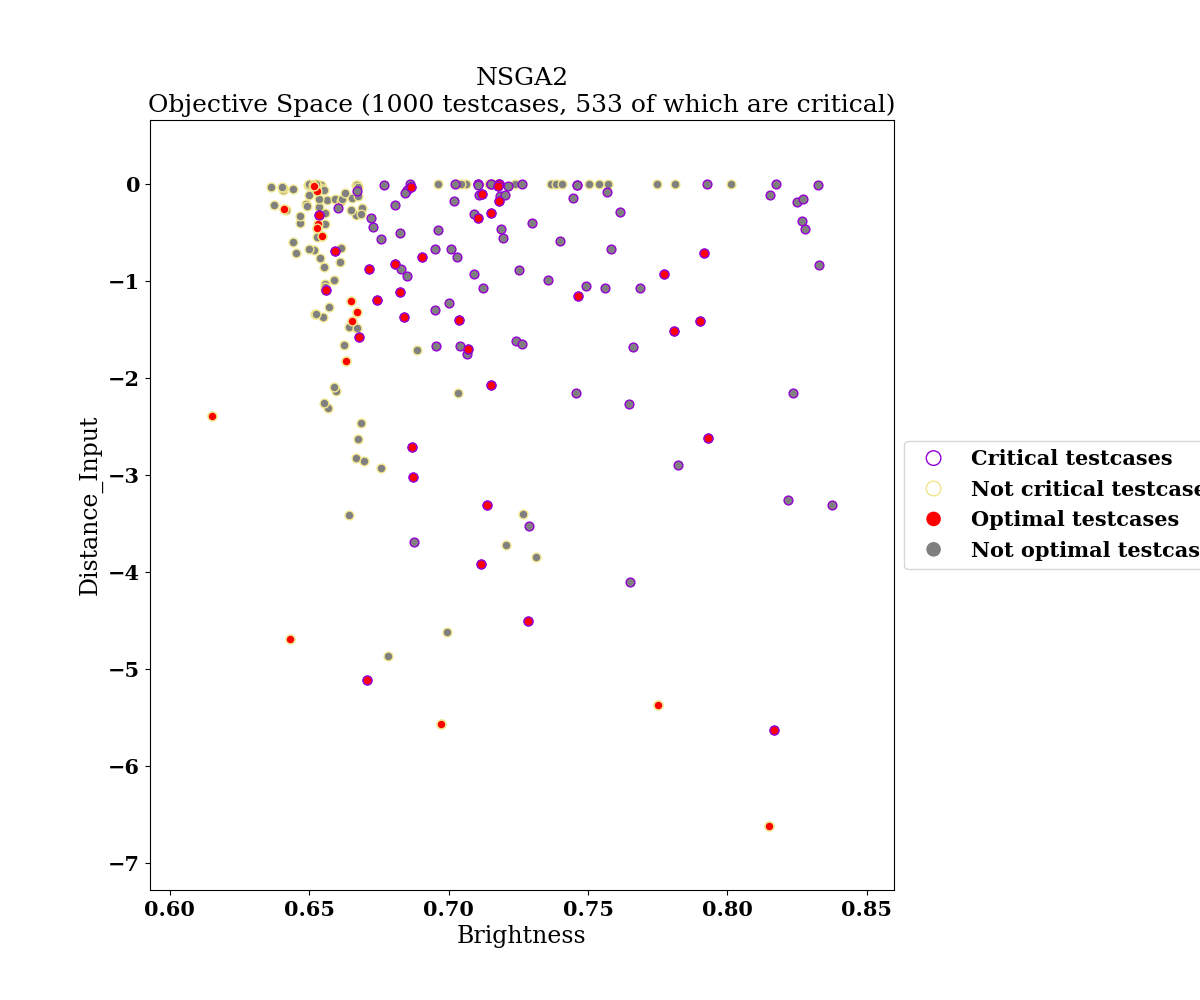 NSGA2
Objective Space (1000 testcases, 533 of which are critical)
0
−1
−2
−3
−4
−5
−6
−7
Distance_Input
0.60 0.65 0.70 0.75 0.80 0.85
Brightness
Critical testcases
Not critical testcase
Optimal testcases
Not optimal testcas